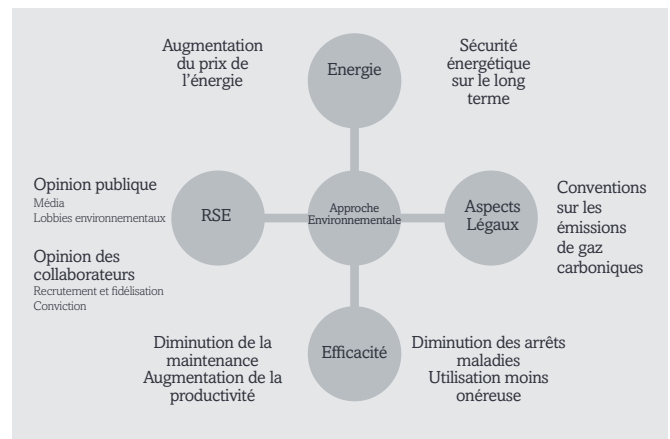 Augmentation
du prix de
l'énergie
Energie
Sécurité
énergétique
sur le long
terme
Opinion publique
Média
Lobbies environnementaux
Opinion des
collaborateurs
Recrutement et fidélisation
Conviction
RSE
Approche
Environnementale
Aspects
Légaux
Conventions
sur les
émissions
de gaz
carboniques
Diminution de la
maintenance
Augmentation de la
productivité
Efficacité
Diminution des arrêts
maladies
Utilisation moins
onéreuse